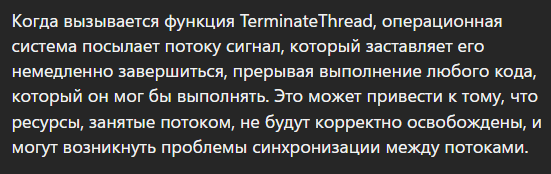 Когда вызывается функция TerminateThread, операционная
система посылает потоку сигнал, который заставляет его
немедленно завершиться, прерывая выполнение любого кода,
который он мог бы выполнять. Это может привести к тому, что
ресурсы, занятые потоком, не будут корректно освобождены, и
могут возникнуть проблемы синхронизации между потоками.